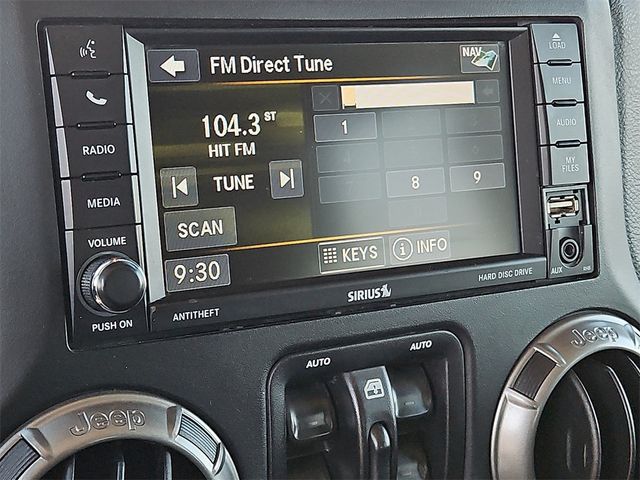 FM Direct Tune
NAV
LOAD
MENU
104.3 ST
HIT FM
1
RADIO
AUDIO
TUNE
8 9
MY FILES
MEDIA
SCAN
VOLUME
KEYS
i INFO
9:30
PUSH ON
ANTITHEFT
SIRIUS
HARD DISC DRIVE
AUX
AUTO
AUTO
Jeep
Jeep